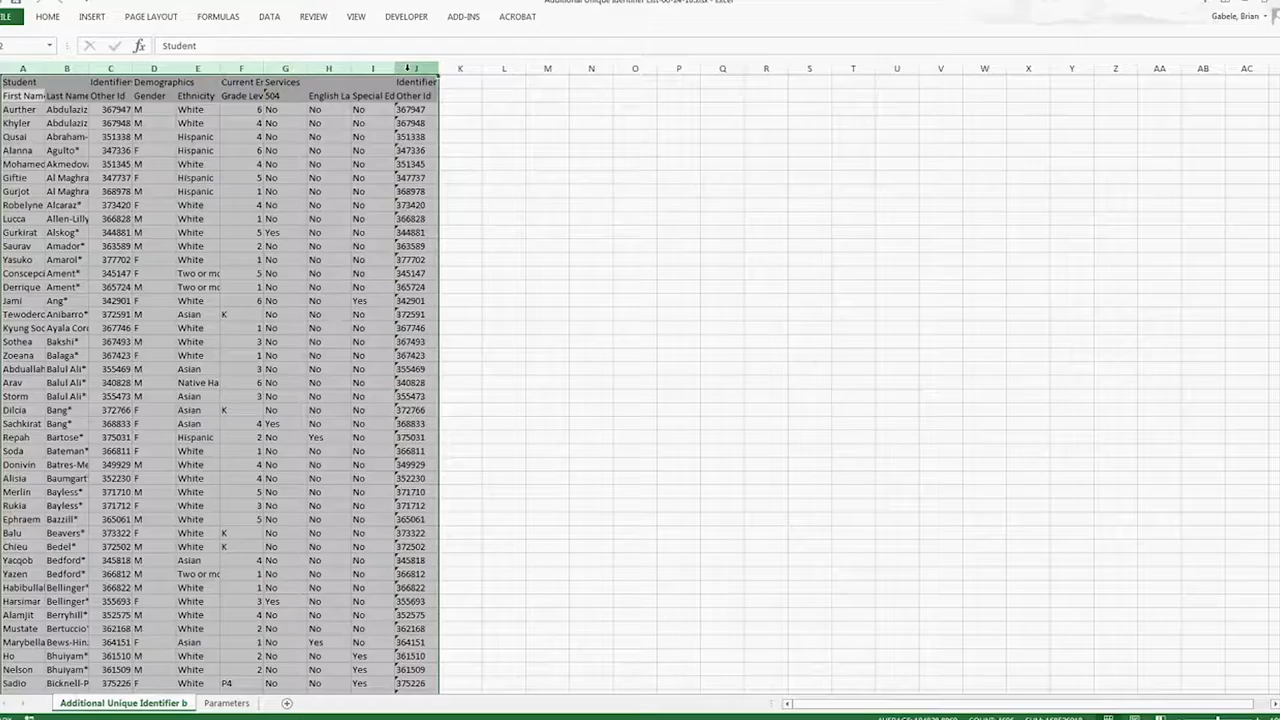 Additional Unique Identifier List-06-24-165.xlsx - Excel
FILE HOME INSERT PAGE LAYOUT FORMULAS DATA REVIEW VIEW DEVELOPER ADD-INS ACROBAT Gabele, Brian
2 fx Student
A B C D E F G H I J K L M N O P Q R S T U V W X Y Z AA AB AC
Student Identifier Demographics Current Er Services Identifier
First Nam Last Name Other Id Gender Ethnicity Grade Lev 504 English La Special Ed Other Id
Aurther Abdulaziz 367947 M White 6 No No No 367947
Khyler Abdulaziz 367948 M White 4 No No No 367948
Qusai Abraham- 351338 M Hispanic 4 No No No 351338
Alanna Agulto* 347336 F Hispanic 6 No No No 347336
Mohamed Akmedova 351345 M White 4 No No No 351345
Giftie Al Maghra 347737 F Hispanic 5 No No No 347737
Gurjot Al Maghra 368978 M Hispanic 1 No No No 368978
Robelyne Alcaraz* 373420 F White 4 No No No 373420
Lucca Allen-Lilly 366828 M White 1 No No No 366828
Gurkirat Alskog* 344881 M White 5 Yes No No 344881
Saurav Amador* 363589 M White 2 No No No 363589
Yasuko Amarol* 377702 F White 1 No No No 377702
Conscepci Ament* 345147 F Two or mo 5 No No No 345147
Derrique Ament* 365724 M Two or mo 1 No No No 365724
Jami Ang* 342901 F White 6 No No Yes 342901
Tewoderc Anibarro* 372591 M Asian K No No No 372591
Kyung Soo Ayala Coro 367746 F White 1 No No No 367746
Sothea Bakshi* 367493 M White 3 No No No 367493
Zoeana Balaga* 367423 F White 1 No No No 367423
Abduallah Balul Ali* 355469 M Asian 3 No No No 355469
Arav Balul Ali* 340828 M Native Ha 6 No No No 340828
Storm Balul Ali* 355473 M Asian 3 No No No 355473
Dilcia Bang* 372766 F Asian K No No No 372766
Sachkirat Bang* 368833 F Asian 4 Yes No No 368833
Repah Bartose* 375031 F Hispanic 2 No Yes No 375031
Soda Bateman* 366811 F White 1 No No No 366811
Donivin Batres-Me 349929 M White 4 No No No 349929
Alisia Baumgart 352230 F White 4 No No No 352230
Merlin Bayless* 371710 M White 5 No No No 371710
Rukia Bayless* 371712 F White 3 No No No 371712
Ephraem Bazzill* 365061 M White 5 No No No 365061
Balu Beavers* 373322 F White K No No No 373322
Chieu Bedel* 372502 M White K No No No 372502
Yacqob Bedford* 345818 M Asian 4 No No No 345818
Yazen Bedford* 366812 M Two or mo 1 No No No 366812
Habibulla Bellinger* 366822 M White 1 No No No 366822
Harsimar Bellinger* 355693 F White 3 Yes No No 355693
Alamjit Berryhill* 352575 M White 4 No No No 352575
Mustate Bertuccio 362168 M White 2 No No No 362168
Marybella Bews-Hin 364151 F Asian 1 No Yes No 364151
Ho Bhuiyam* 361510 M White 2 No No Yes 361510
Nelson Bhuiyam* 361509 M White 2 No No Yes 361509
Sadio Bicknell-P 375226 F White P4 No No Yes 375226
Additional Unique Identifier b Parameters